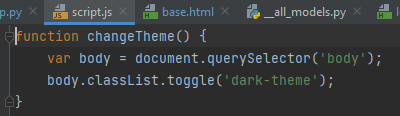 p.py script.js base.html __all_models.py
function changeTheme() {
var body = document.querySelector('body');
body.classList.toggle('dark-theme');
}